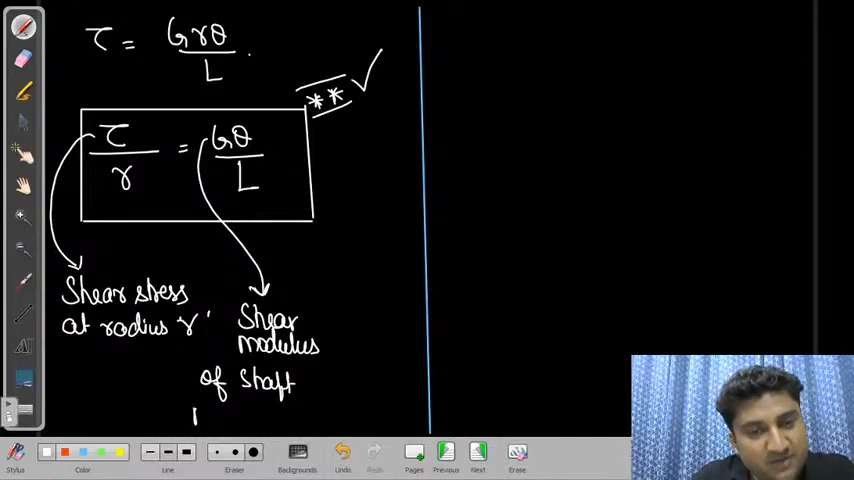 τ = Grθ
L
**
τ = Gθ
r L
Shear stress
at radius r'
Shear
modulus
of shaft
Stylus
Color
Line
Eraser
Backgrounds
Undo
Redo
Pages
Previous
Next
Erase